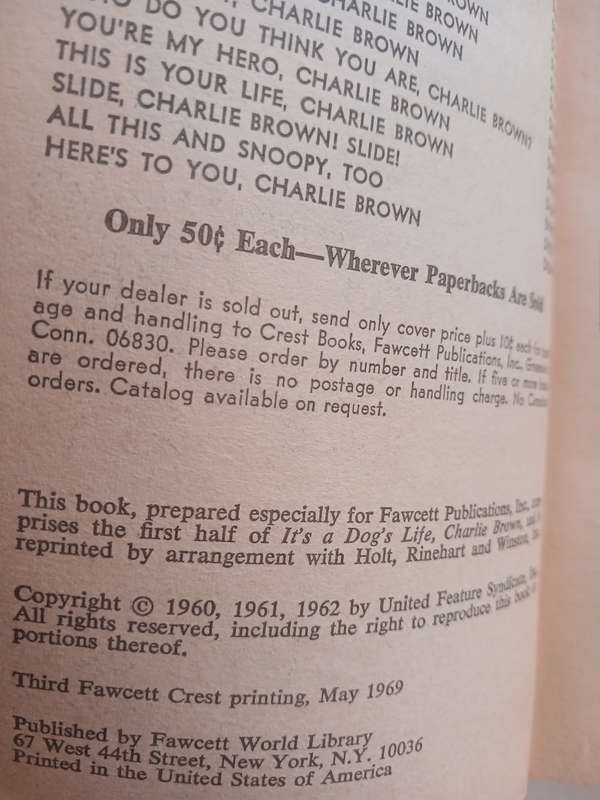 CHARLIE BROWN
CHARLIE BROWN
CHARLIE BROWN
DO YOU THINK YOU ARE, CHARLIE BROWN?
YOU'RE MY HERO, CHARLIE BROWN
THIS IS YOUR LIFE, CHARLIE BROWN
SLIDE, CHARLIE BROWN! SLIDE!
ALL THIS AND SNOOPY, TOO
HERE'S TO YOU, CHARLIE BROWN
Only 50¢ Each—Wherever Paperbacks Are Sold
If your dealer is sold out, send only cover price plus 10¢ each for
age and handling to Crest Books, Fawcett Publications, Inc.,
Conn. 06830. Please order by number and title. If five or more
are ordered, there is no postage or handling charge. No
orders. Catalog available on request.
This book, prepared especially for Fawcett Publications, Inc.,
prises the first half of It's a Dog's Life, Charlie Brown, and
reprinted by arrangement with Holt, Rinehart and Winston,
Copyright © 1960, 1961, 1962 by United Feature Syndicate,
All rights reserved, including the right to reproduce this book or
portions thereof.
Third Fawcett Crest printing, May 1969
Published by Fawcett World Library
67 West 44th Street, New York, N.Y. 10036
Printed in the United States of America